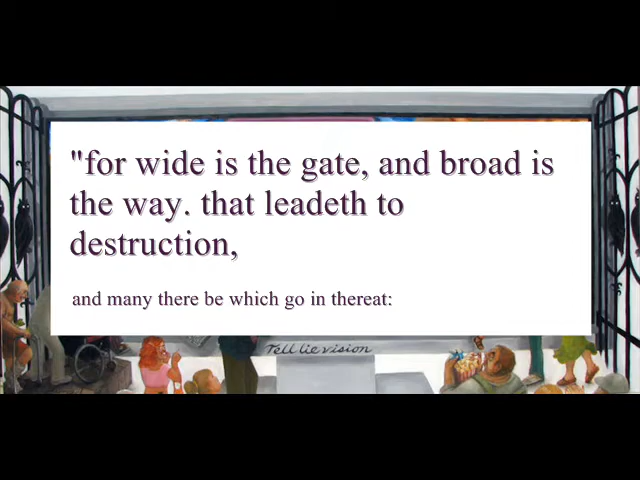 "for wide is the gate, and broad is
the way. that leadeth to
destruction,
and many there be which go in thereat:
Tell lie vision